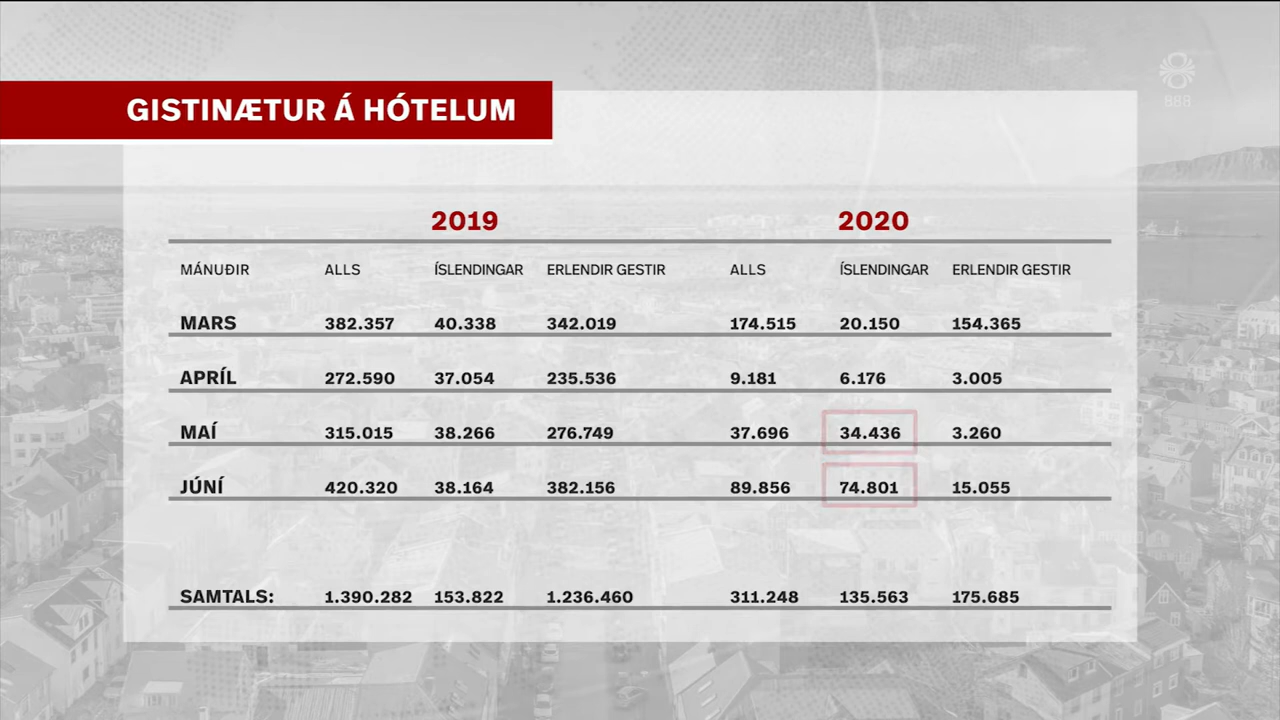 888
GISTINÆTUR Á HÓTELUM
2019 2020
MÁNUÐIR ALLS ÍSLENDINGAR ERLENDIR GESTIR ALLS ÍSLENDINGAR ERLENDIR GESTIR
MARS 382.357 40.338 342.019 174.515 20.150 154.365
APRÍL 272.590 37.054 235.536 9.181 6.176 3.005
MAÍ 315.015 38.266 276.749 37.696 34.436 3.260
JÚNÍ 420.320 38.164 382.156 89.856 74.801 15.055
SAMTALS: 1.390.282 153.822 1.236.460 311.248 135.563 175.685